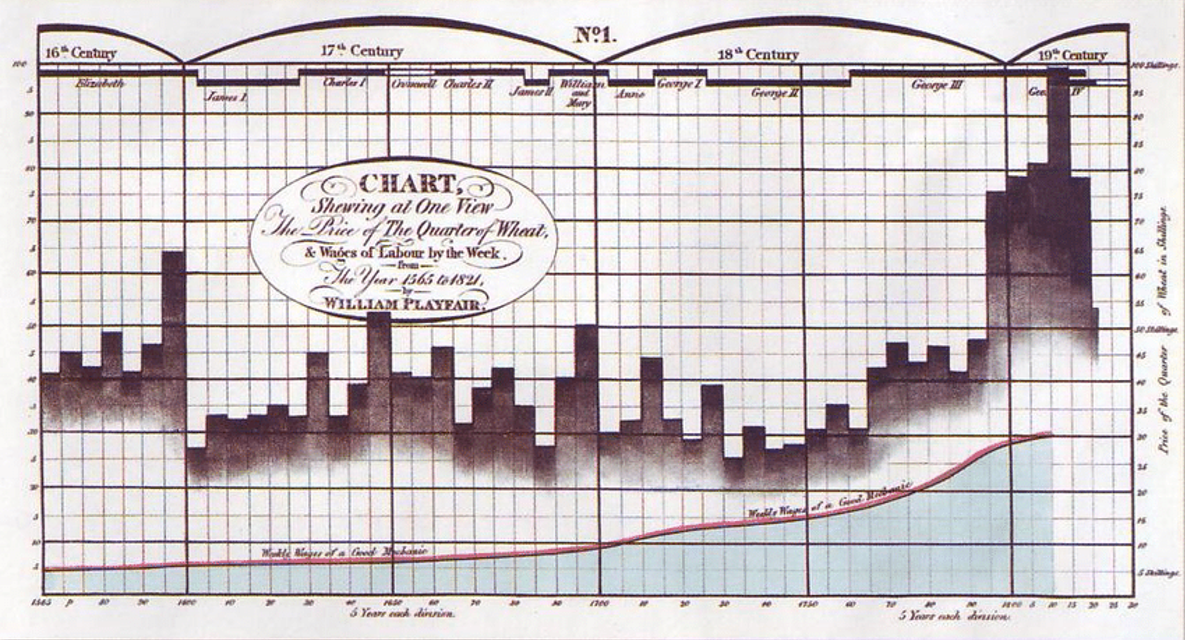 Nº1.
16th Century
17th Century
18th Century
19th Century
Elizabeth
James I
Charles I
Cromwell
Charles II
James II
William
and
Mary
Anne
George I
George II
George III
Geo IV
CHART,
Shewing at One View
The Price of The Quarter of Wheat,
& Wages of Labour by the Week,
from
The Year 1565 to 1821,
by
WILLIAM PLAYFAIR.
100
5
90
5
80
5
70
5
60
5
50
5
40
5
30
5
20
5
10
5
100 Shillings.
95
90
85
80
75
70
65
60
55
50 Shillings.
45
40
35
30
25
20
15
10
5 Shillings.
Price of the Quarter of Wheat in Shillings.
Weekly Wages of a Good Mechanic
Weekly Wages of a Good Mechanic
1565 80 90 1600 10 20 30 40 1650 60 70 80 90 1700 10 20 30 40 1750 60 70 80 90 1800 5 10 15 20 25 30
5 Years each division.
5 Years each division.